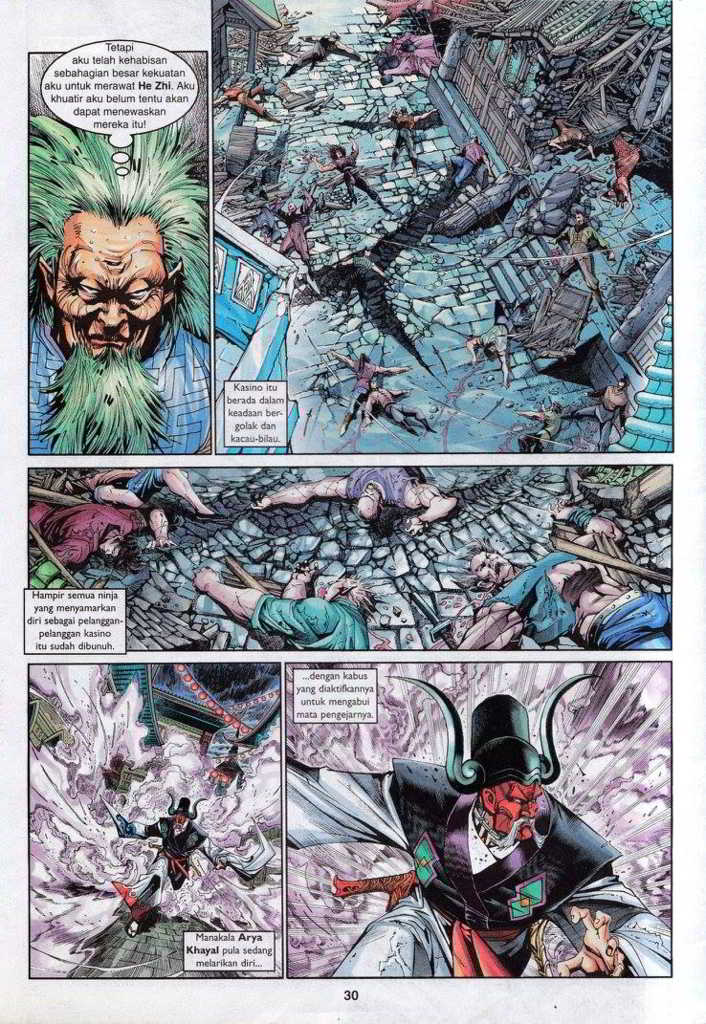 Tetapi
aku telah kehabisan
sebahagian besar kekuatan
aku untuk merawat He Zhi. Aku
khuatir aku belum tentu akan
dapat menewaskan
mereka itu!
Kasino itu
berada dalam
keadaan ber-
golak dan
kacau-bilau.
Hampir semua ninja
yang menyamarkan
diri sebagai pelanggan-
pelanggan kasino
itu sudah dibunuh.
Manakala Arya
Khayal pula sedang
melarikan diri...
...dengan kabus
yang diaktifkannya
untuk mengabui
mata pengejarnya.
30